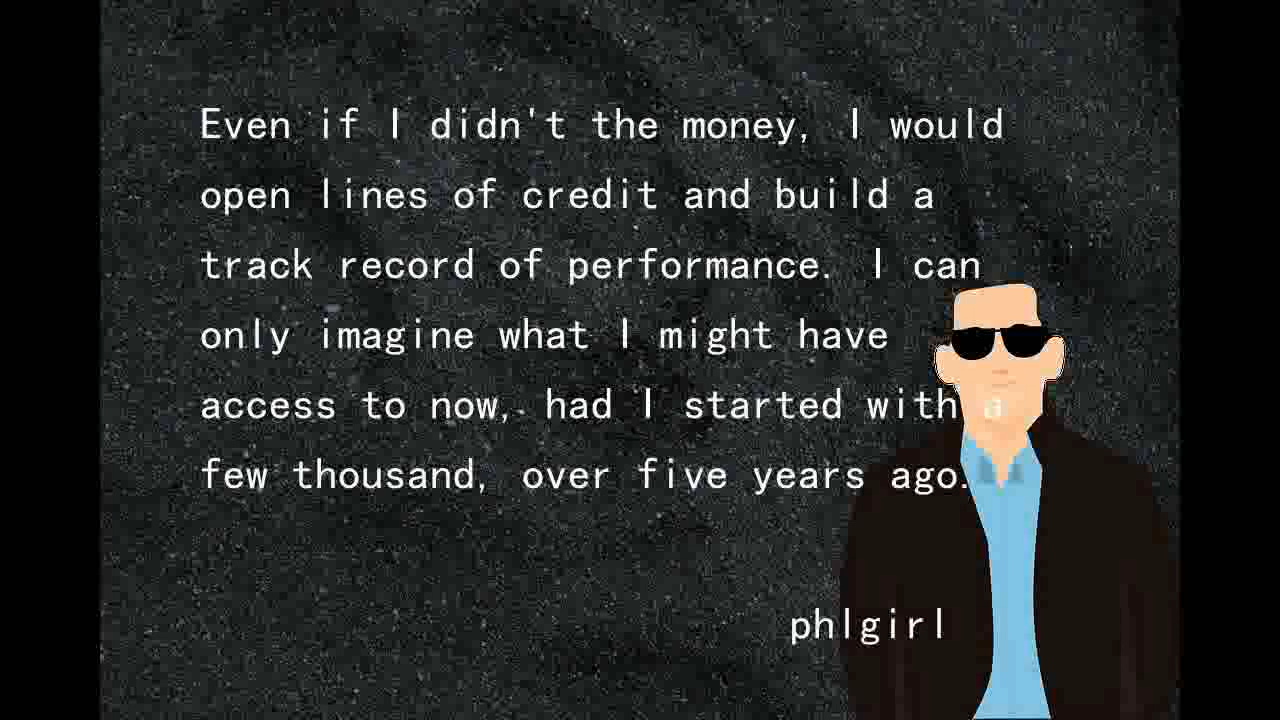 Even if I didn't the money, I would
open lines of credit and build a
track record of performance. I can
only imagine what I might have
access to now, had I started with a
few thousand, over five years ago.
phlgirl